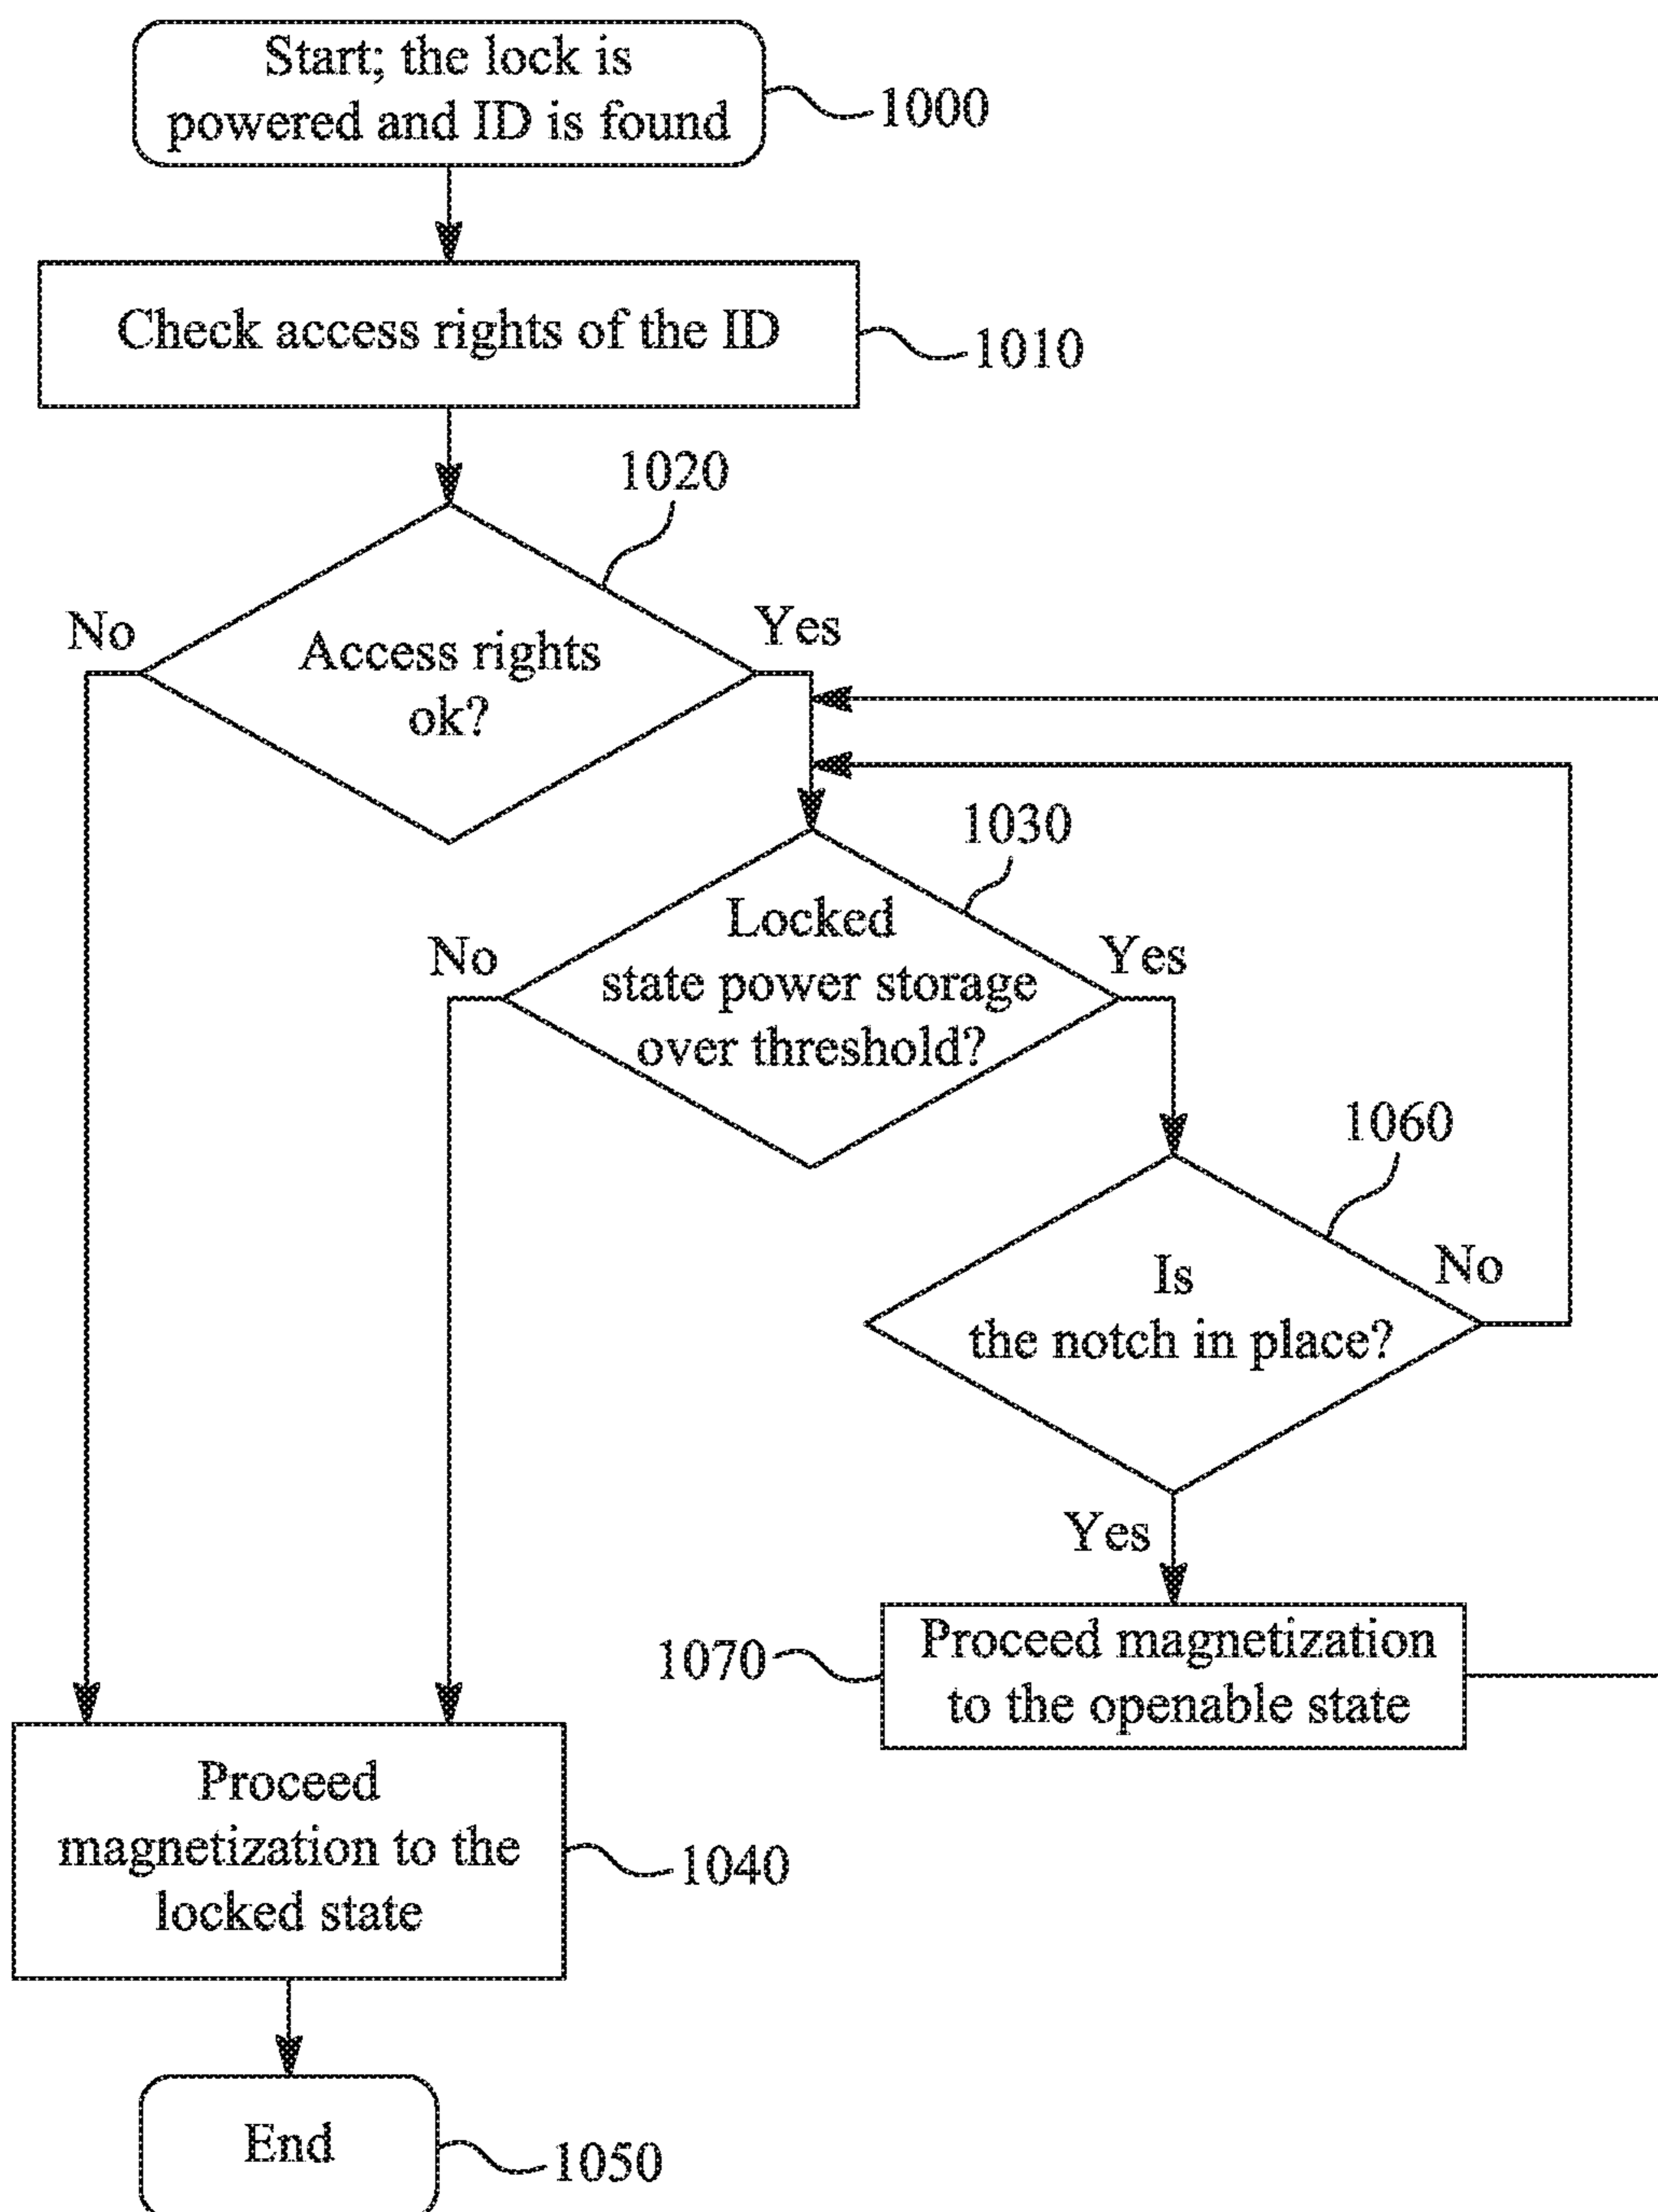 Start; the lock is
powered and ID is found
1000
Check access rights of the ID
1010
1020
No
Yes
Access rights
ok?
1030
No
Yes
Locked
state power storage
over threshold?
1060
Is
the notch in place?
No
Yes
1070
Proceed magnetization
to the openable state
Proceed
magnetization to the
locked state
1040
End
1050